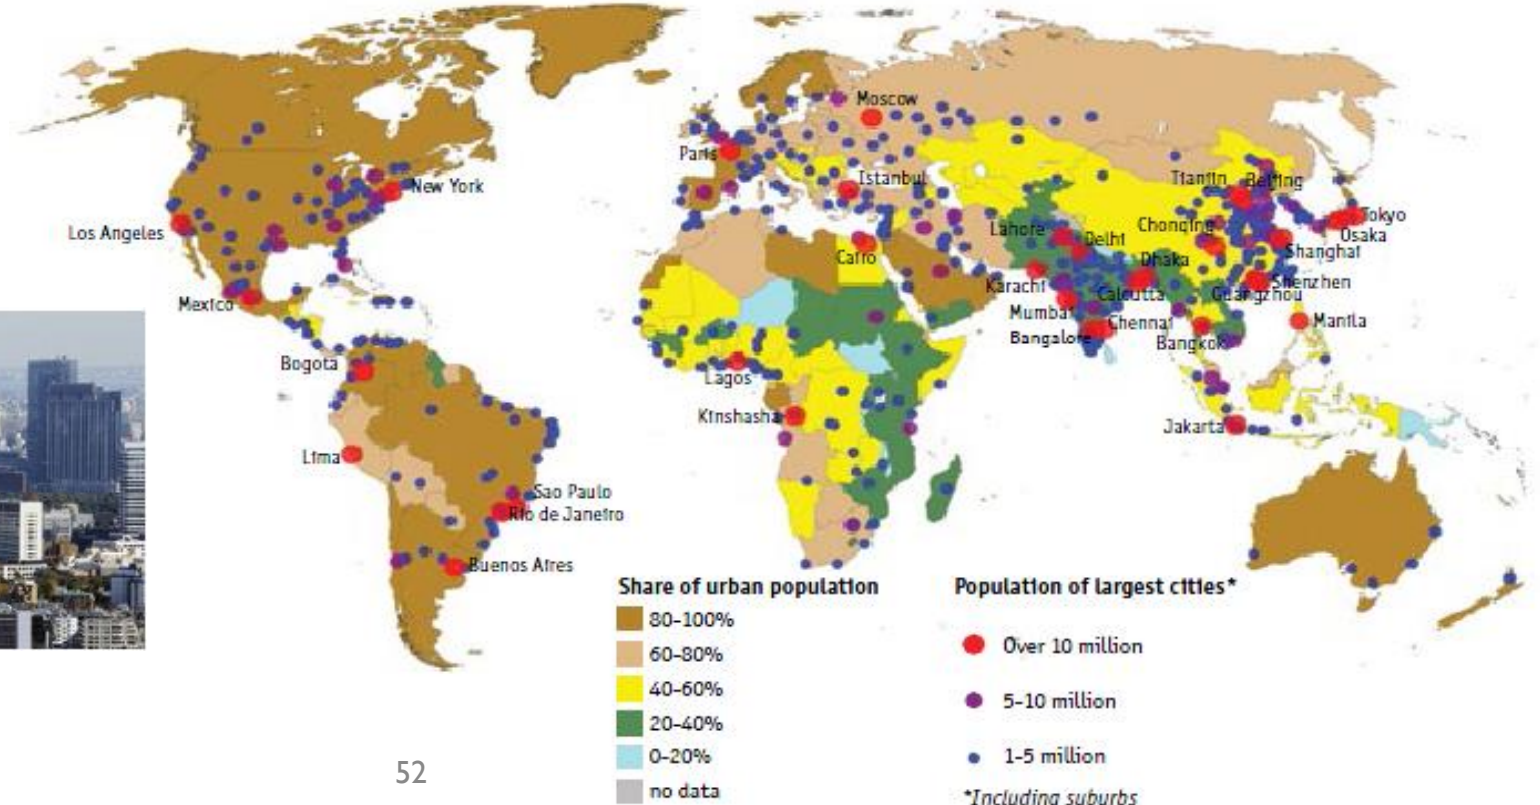 Moscow
Paris
Istanbul
New York
Los Angeles
Mexico
Bogota
Lima
Sao Paulo
Rio de Janeiro
Buenos Aires
Cairo
Lagos
Kinshasha
Lahore
Delhi
Karachi
Mumbai
Bangalore
Chennai
Calcutta
Dhaka
Tianjin
Beijing
Chonqing
Tokyo
Osaka
Shanghai
Shenzhen
Guangzhou
Bangkok
Manila
Jakarta
Share of urban population
80-100%
60-80%
40-60%
20-40%
0-20%
no data
Population of largest cities*
Over 10 million
5-10 million
1-5 million
*Including suburbs
52